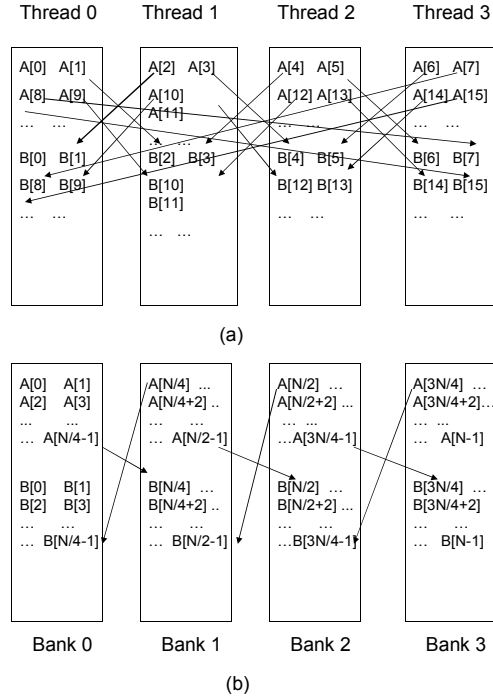 Thread 0 Thread 1 Thread 2 Thread 3
A[0] A[1] A[2] A[3] A[4] A[5] A[6] A[7]
A[8] A[9] A[10] A[12] A[13] A[14] A[15]
A[11]
… … … … … … … …
B[0] B[1] B[2] B[3] B[4] B[5] B[6] B[7]
B[8] B[9] B[10] B[12] B[13] B[14] B[15]
B[11]
… … … … … …
… …
(a)
A[0] A[1] A[N/4] ... A[N/2] … A[3N/4] …
A[2] A[3] A[N/4+2] .. A[N/2+2] ... A[3N/4+2]…
... ... … … … ... … ...
… A[N/4-1] … A[N/2-1] …A[3N/4-1] … A[N-1]
B[0] B[1] B[N/4] … B[N/2] … B[3N/4] …
B[2] B[3] B[N/4+2] .. B[N/2+2] ... B[3N/4+2]
… … … … … … … …
… B[N/4-1] … B[N/2-1] …B[3N/4-1] … B[N-1]
Bank 0 Bank 1 Bank 2 Bank 3
(b)